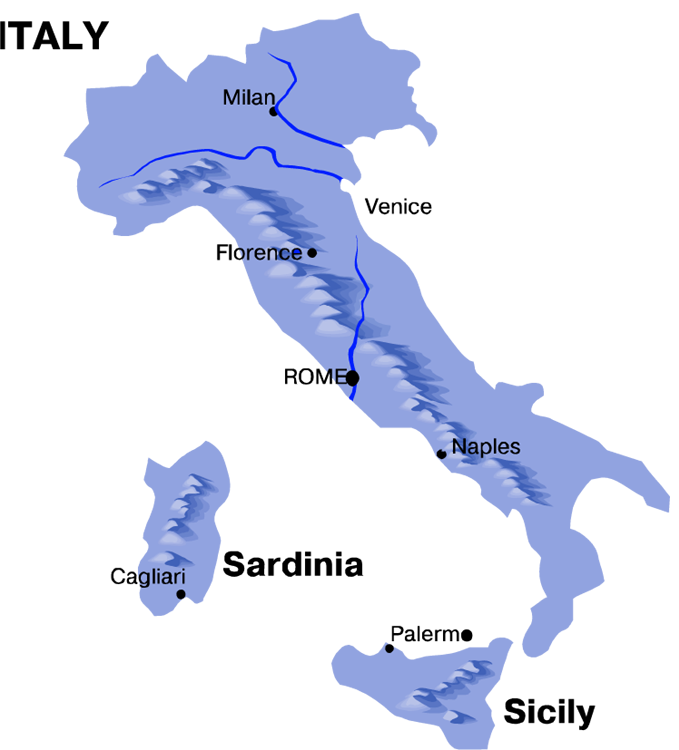 ITALY
Milan
Venice
Florence
ROME
Naples
Sardinia
Cagliari
Palermo
Sicily